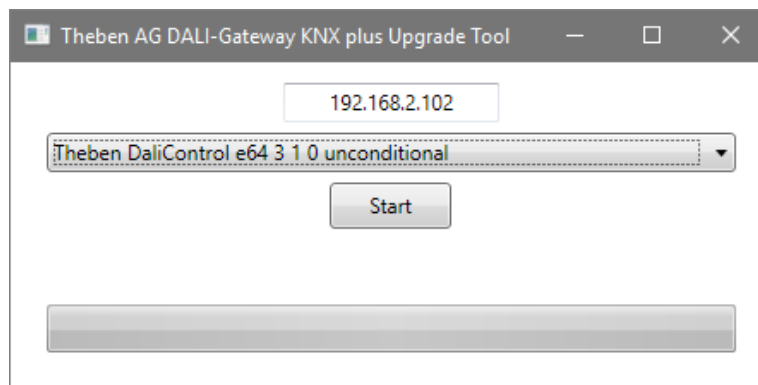 Theben AG DALI-Gateway KNX plus Upgrade Tool
192.168.2.102
Theben DaliControl e64 3 1 0 unconditional
Start